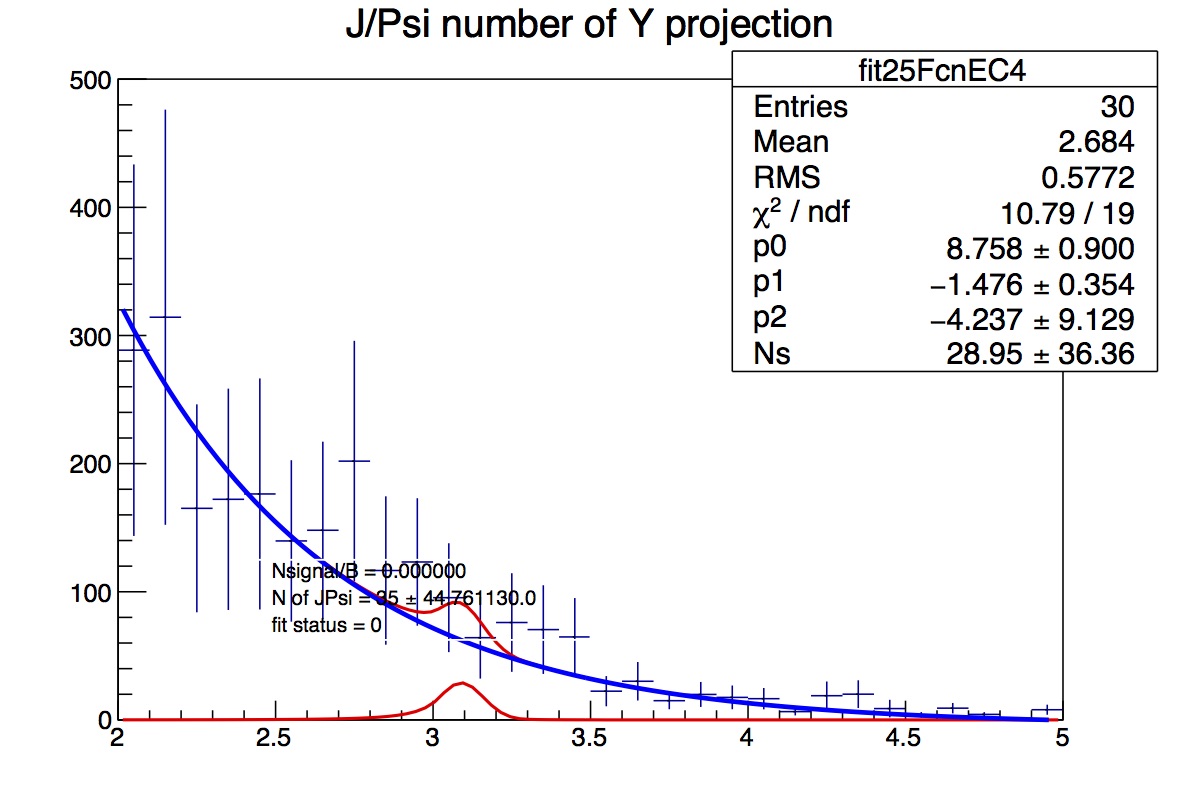 J/Psi number of Y projection
fit25FcnEC4
Entries 30
Mean 2.684
RMS 0.5772
χ² / ndf 10.79 / 19
p0 8.758 ± 0.900
p1 −1.476 ± 0.354
p2 −4.237 ± 9.129
Ns 28.95 ± 36.36
500
400
300
200
100
0
Nsignal/B = 0.000000
N of JPsi = 35 ± 44.761130.0
fit status = 0
2 2.5 3 3.5 4 4.5 5